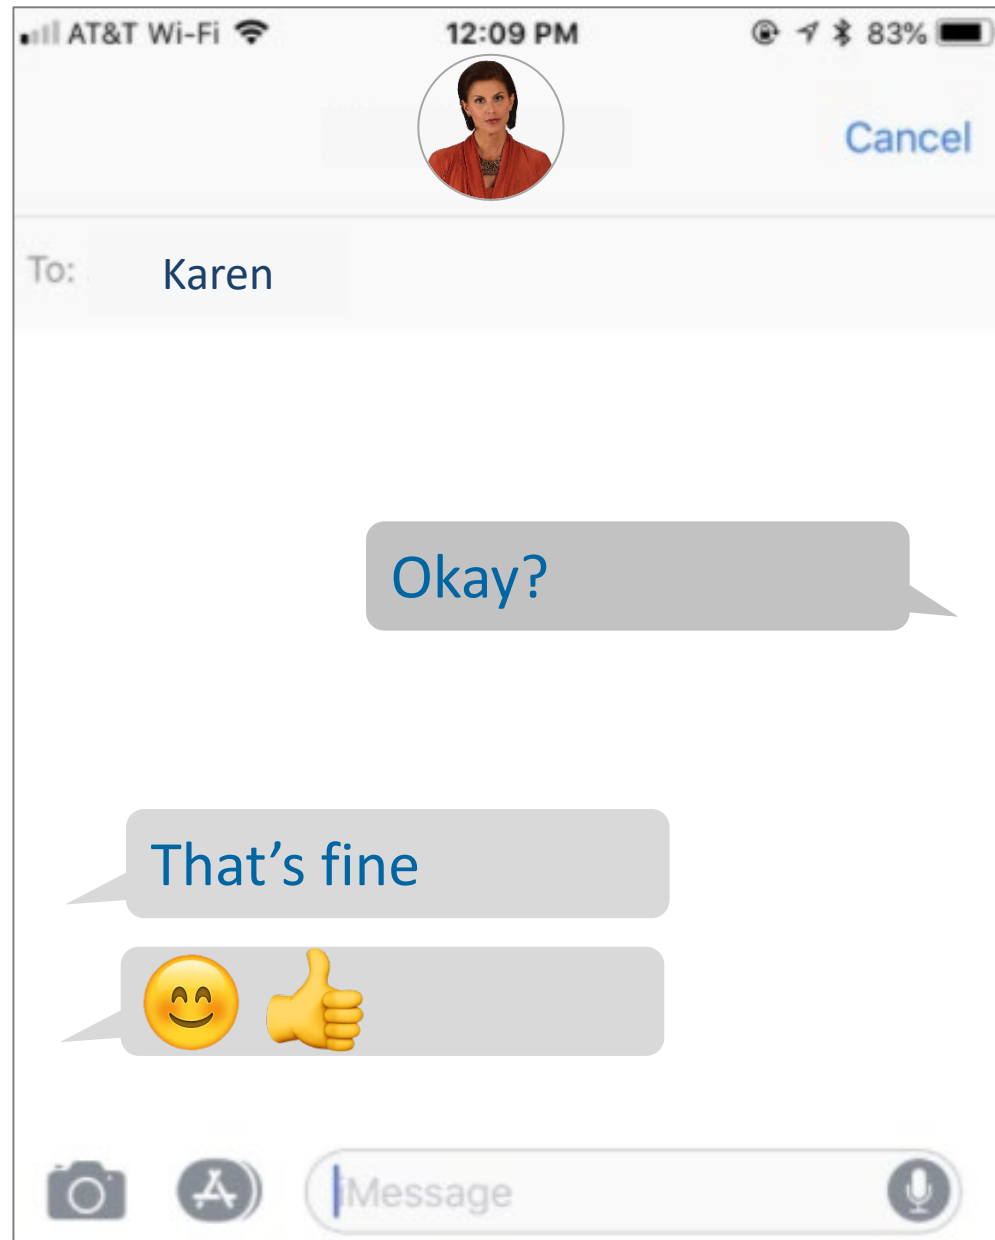 AT&T Wi-Fi 12:09 PM 83%
Cancel
To: Karen
Okay?
That’s fine
iMessage